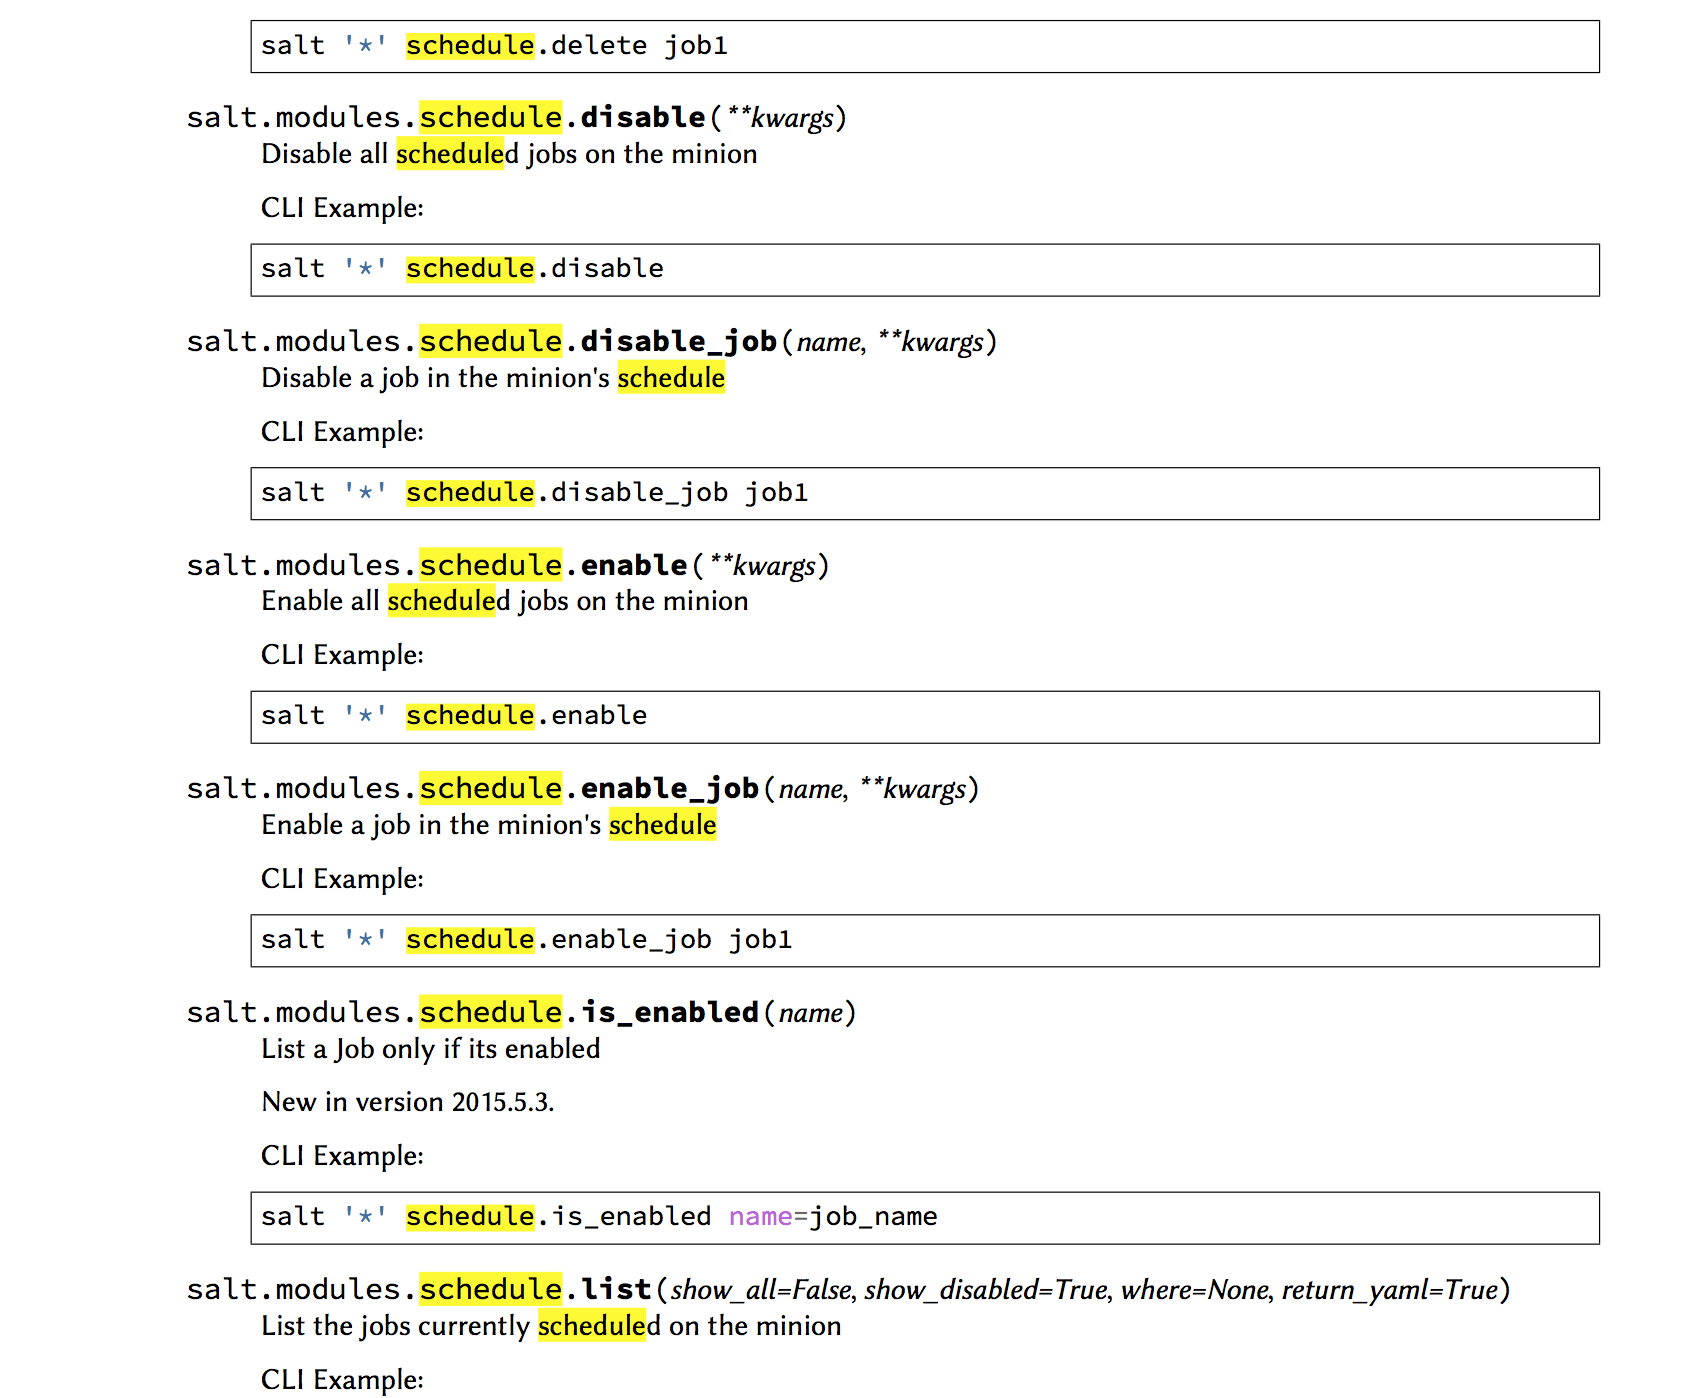 salt '*' schedule.delete job1
salt.modules.schedule.disable(**kwargs)
Disable all scheduled jobs on the minion
CLI Example:
salt '*' schedule.disable
salt.modules.schedule.disable_job(name, **kwargs)
Disable a job in the minion's schedule
CLI Example:
salt '*' schedule.disable_job job1
salt.modules.schedule.enable(**kwargs)
Enable all scheduled jobs on the minion
CLI Example:
salt '*' schedule.enable
salt.modules.schedule.enable_job(name, **kwargs)
Enable a job in the minion's schedule
CLI Example:
salt '*' schedule.enable_job job1
salt.modules.schedule.is_enabled(name)
List a Job only if its enabled
New in version 2015.5.3.
CLI Example:
salt '*' schedule.is_enabled name=job_name
salt.modules.schedule.list(show_all=False, show_disabled=True, where=None, return_yaml=True)
List the jobs currently scheduled on the minion
CLI Example: